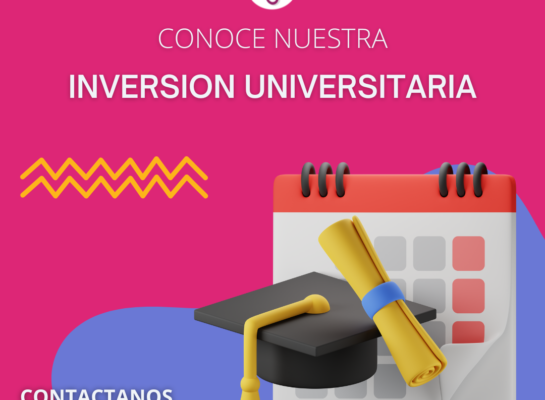 CONOCE NUESTRA
INVERSION UNIVERSITARIA
CONTACTANOS